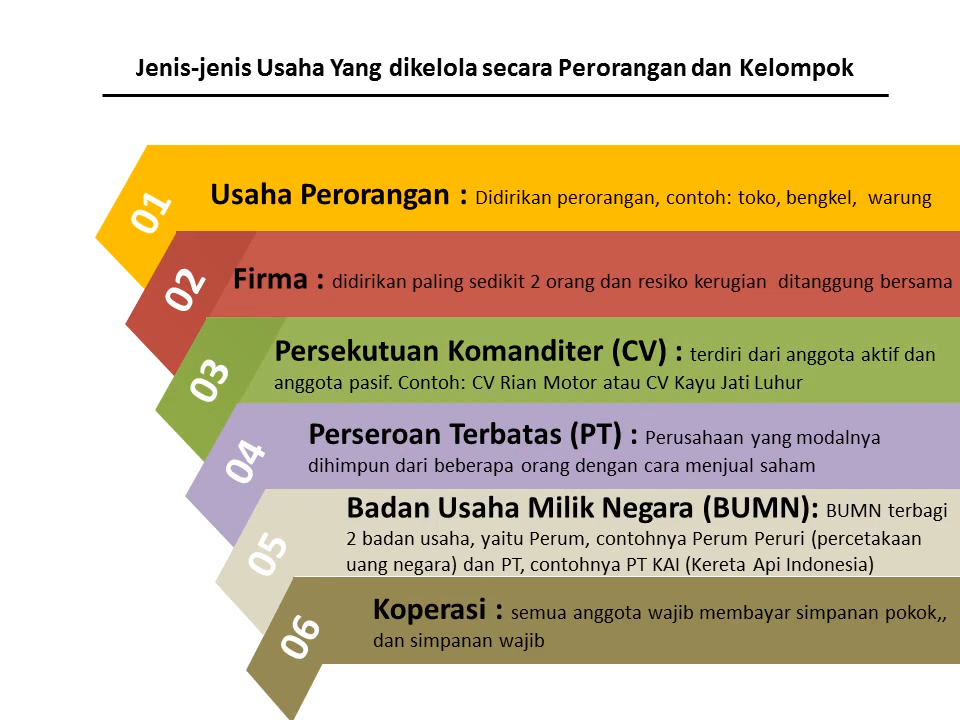 Jenis-jenis Usaha Yang dikelola secara Perorangan dan Kelompok
01
Usaha Perorangan : Didirikan perorangan, contoh: toko, bengkel, warung
02
Firma : didirikan paling sedikit 2 orang dan resiko kerugian ditanggung bersama
03
Persekutuan Komanditer (CV) : terdiri dari anggota aktif dan
anggota pasif. Contoh: CV Rian Motor atau CV Kayu Jati Luhur
04
Perseroan Terbatas (PT) : Perusahaan yang modalnya
dihimpun dari beberapa orang dengan cara menjual saham
05
Badan Usaha Milik Negara (BUMN): BUMN terbagi
2 badan usaha, yaitu Perum, contohnya Perum Peruri (percetakaan
uang negara) dan PT, contohnya PT KAI (Kereta Api Indonesia)
06
Koperasi : semua anggota wajib membayar simpanan pokok,,
dan simpanan wajib